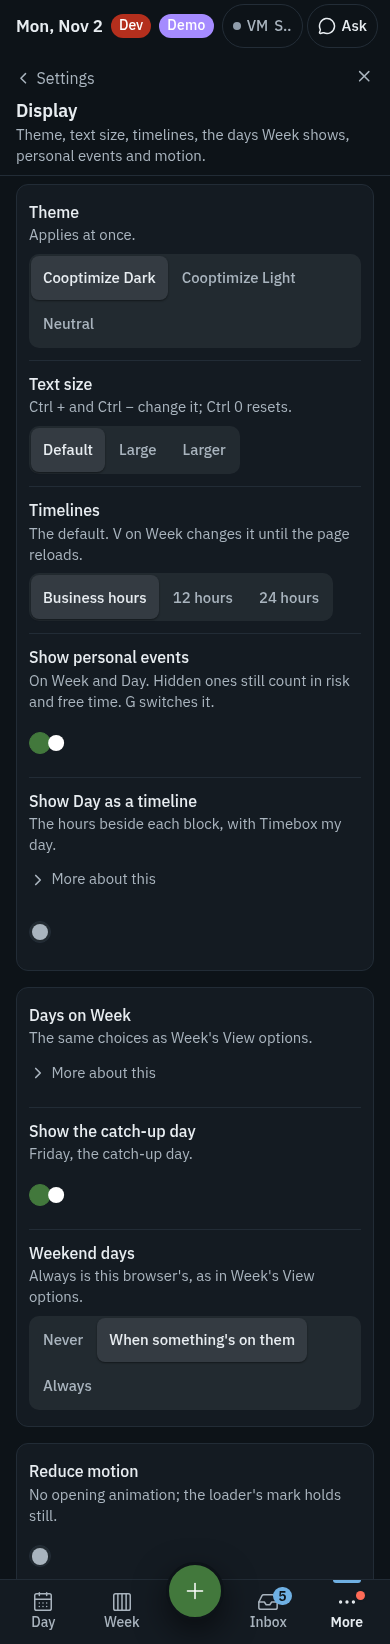 Mon, Nov 2 Dev Demo VM S.. Ask
Settings
Display
Theme, text size, timelines, the days Week shows,
personal events and motion.
Theme
Applies at once.
Cooptimize Dark Cooptimize Light
Neutral
Text size
Ctrl + and Ctrl − change it; Ctrl 0 resets.
Default Large Larger
Timelines
The default. V on Week changes it until the page
reloads.
Business hours 12 hours 24 hours
Show personal events
On Week and Day. Hidden ones still count in risk
and free time. G switches it.
Show Day as a timeline
The hours beside each block, with Timebox my
day.
More about this
Days on Week
The same choices as Week's View options.
More about this
Show the catch-up day
Friday, the catch-up day.
Weekend days
Always is this browser's, as in Week's View
options.
Never When something's on them
Always
Reduce motion
No opening animation; the loader's mark holds
still.
5
Day Week Inbox More